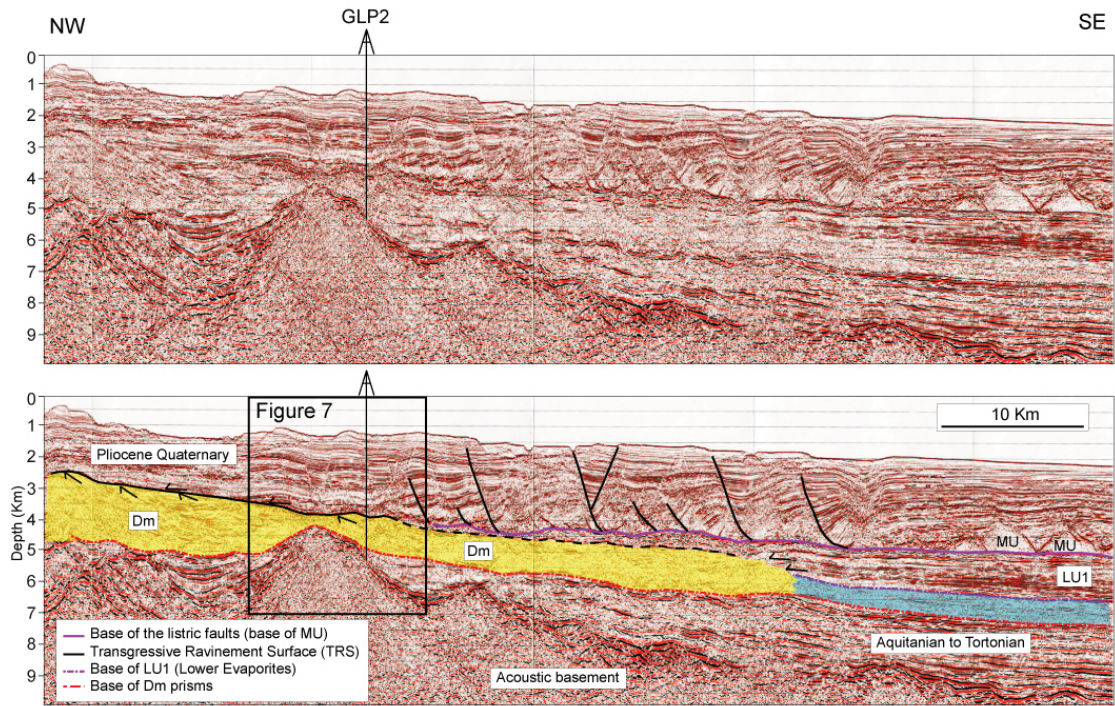 NW
GLP2
SE
0
1
2
3
4
5
6
7
8
9
0
1
2
3
4
5
6
7
8
9
Depth (Km)
Figure 7
10 Km
Pliocene Quaternary
Dm
Dm
MU
MU
LU1
Aquitanian to Tortonian
Acoustic basement
Base of the listric faults (base of MU)
Transgressive Ravinement Surface (TRS)
Base of LU1 (Lower Evaporites)
Base of Dm prisms